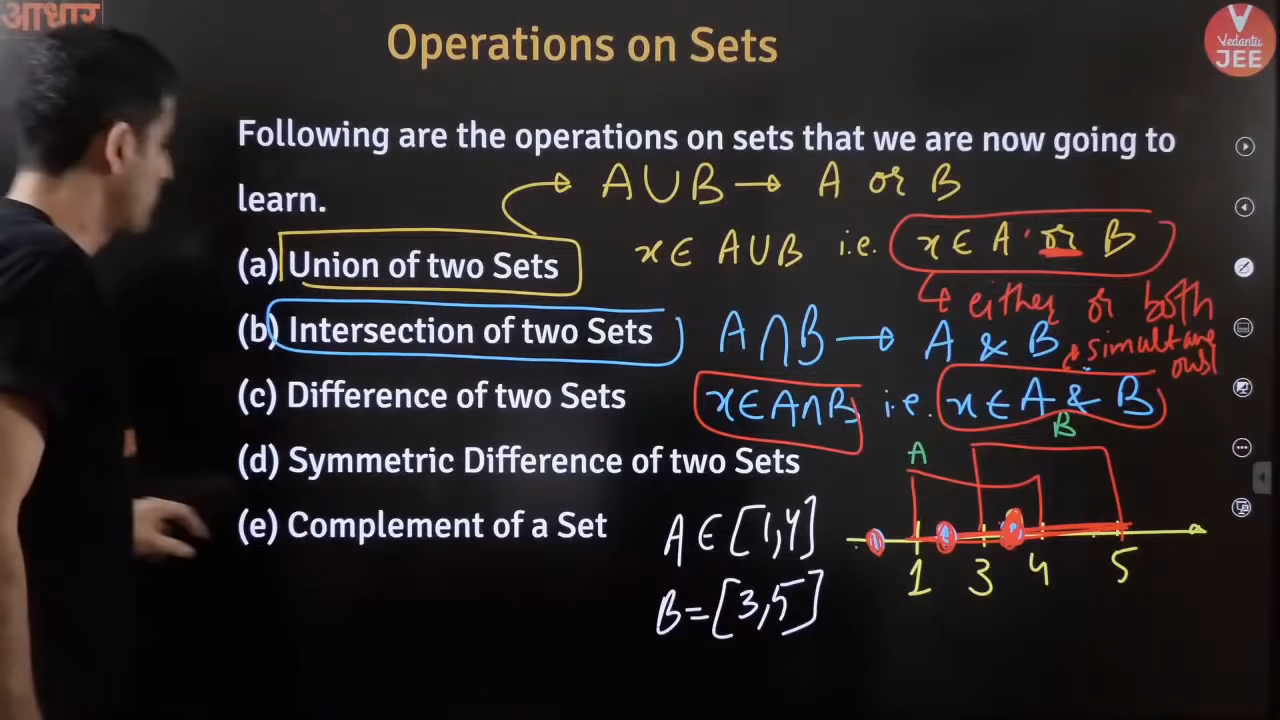 आधार
Vedantu
JEE
Operations on Sets
Following are the operations on sets that we are now going to
learn.
A∪B → A or B
(a) Union of two Sets
x∈ A∪B i.e. x∈ A or B
either or both
(b) Intersection of two Sets
A∩B → A & B
simultaneousl
(c) Difference of two Sets
x∈A∩B i.e. x∈A & B
(d) Symmetric Difference of two Sets
A
B
(e) Complement of a Set
A∈[1,4]
1 3 4 5
B=[3,5]